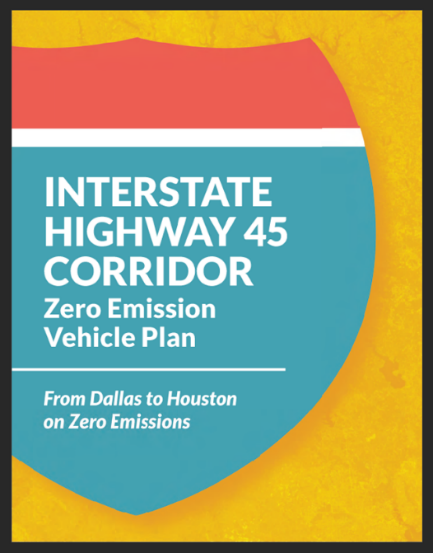 INTERSTATE
HIGHWAY 45
CORRIDOR
Zero Emission
Vehicle Plan
From Dallas to Houston
on Zero Emissions